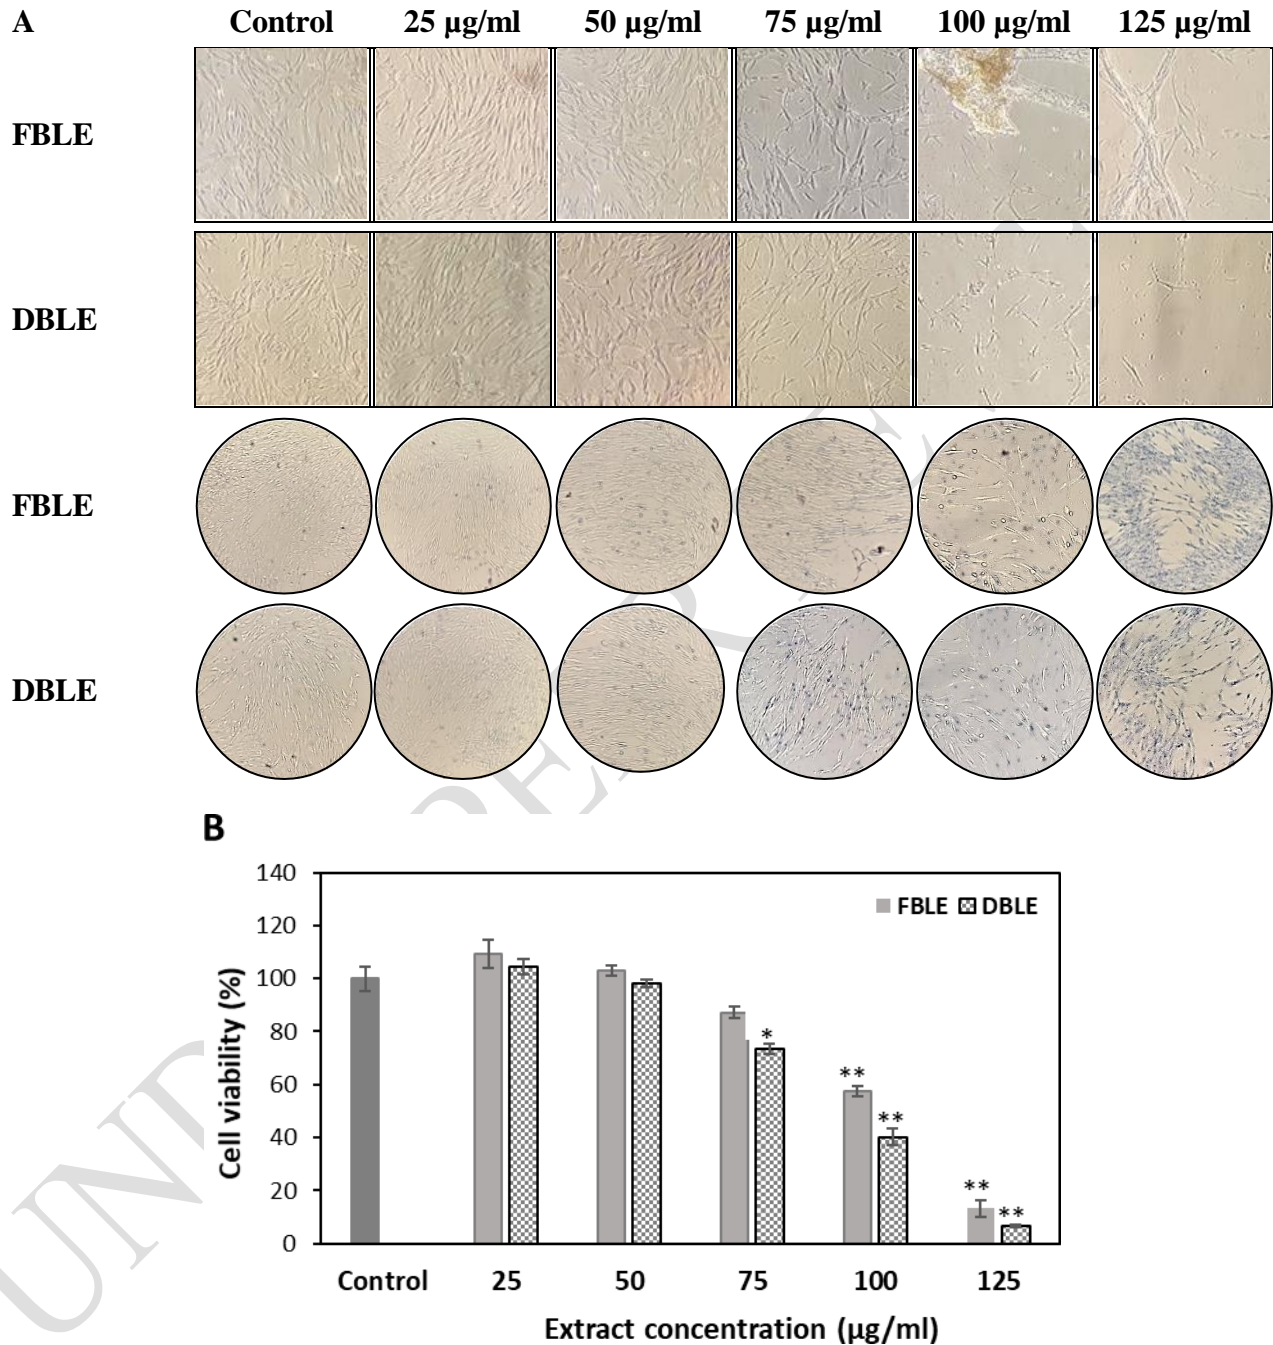 A Control 25 µg/ml 50 µg/ml 75 µg/ml 100 µg/ml 125 µg/ml
FBLE
DBLE
FBLE
DBLE
B
140
120
100
80
60
40
20
0
Cell viability (%)
FBLE DBLE
*
**
**
**
**
Control 25 50 75 100 125
Extract concentration (µg/ml)